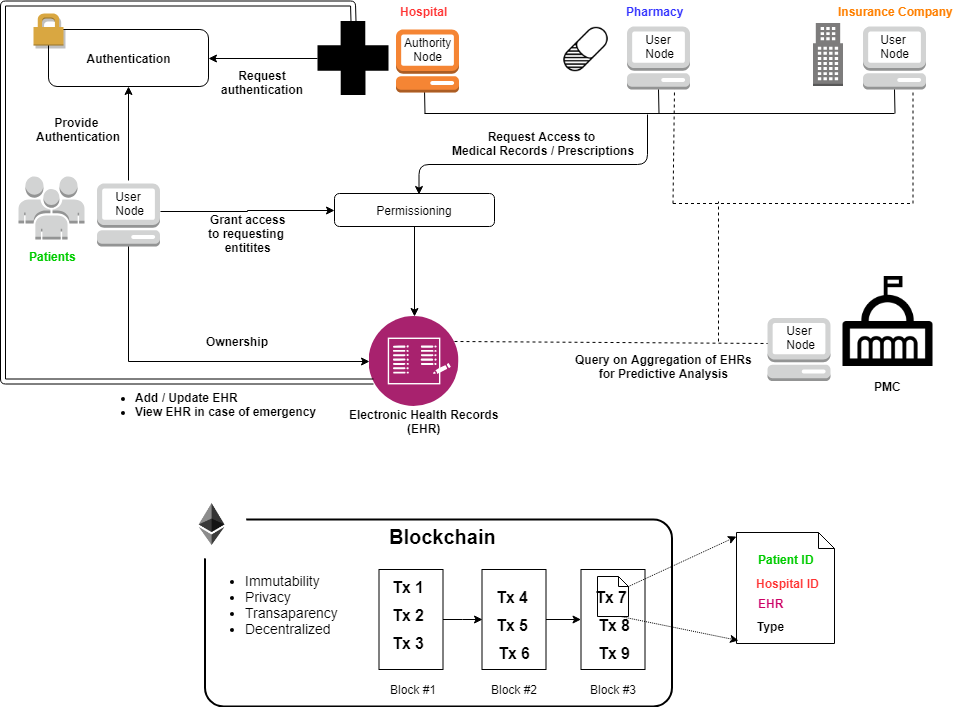 Hospital
Pharmacy
Insurance Company
Authority
Node
User
Node
User
Node
Authentication
Request
authentication
Provide
Authentication
Request Access to
Medical Records / Prescriptions
User
Node
Permissioning
Grant access
to requesting
entitites
Patients
Ownership
User
Node
Query on Aggregation of EHRs
for Predictive Analysis
PMC
• Add / Update EHR
• View EHR in case of emergency
Electronic Health Records
(EHR)
Blockchain
• Immutability
• Privacy
• Transaparency
• Decentralized
Tx 1
Tx 2
Tx 3
Block #1
Tx 4
Tx 5
Tx 6
Block #2
Tx 7
Tx 8
Tx 9
Block #3
Patient ID
Hospital ID
EHR
Type